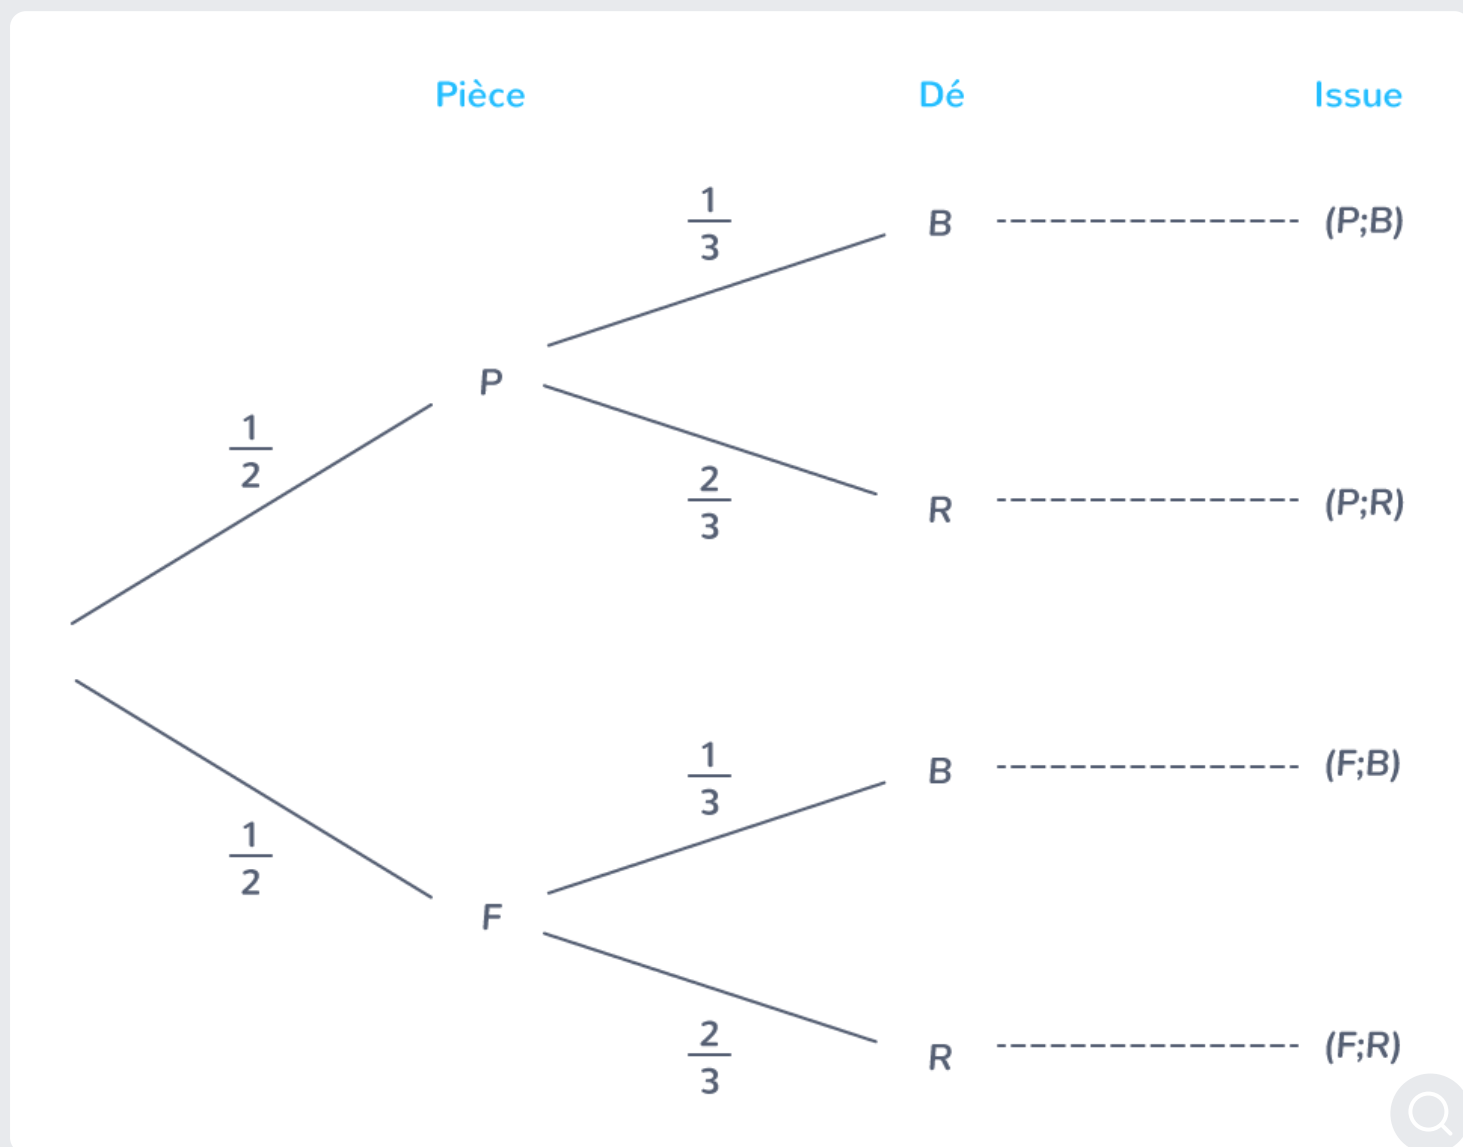 Pièce Dé Issue
1/3 B (P;B)
P
1/2
2/3 R (P;R)
1/3 B (F;B)
1/2
F
2/3 R (F;R)